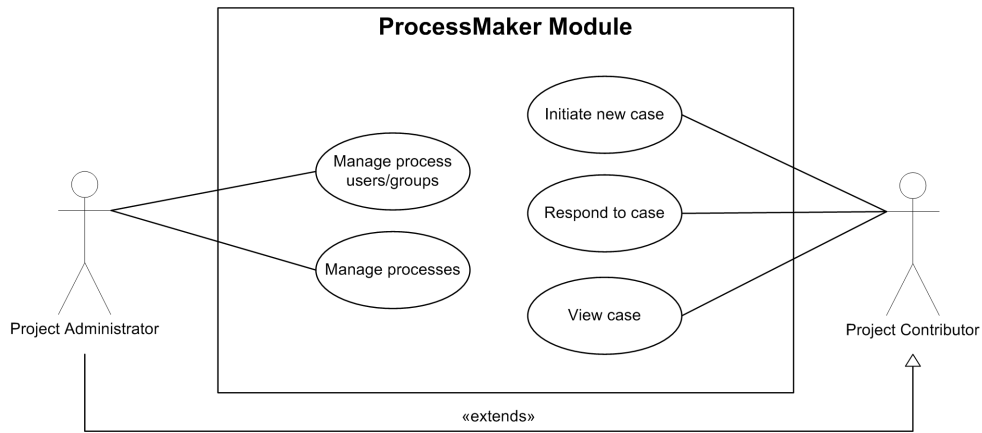 ProcessMaker Module
Initiate new case
Manage process
users/groups
Respond to case
Manage processes
View case
Project Administrator
Project Contributor
«extends»